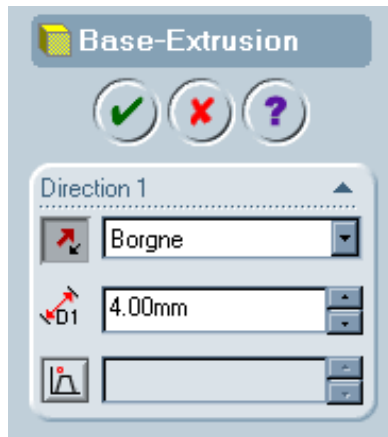 Base-Extrusion
?
Direction 1
Borgne
D1
4.00mm